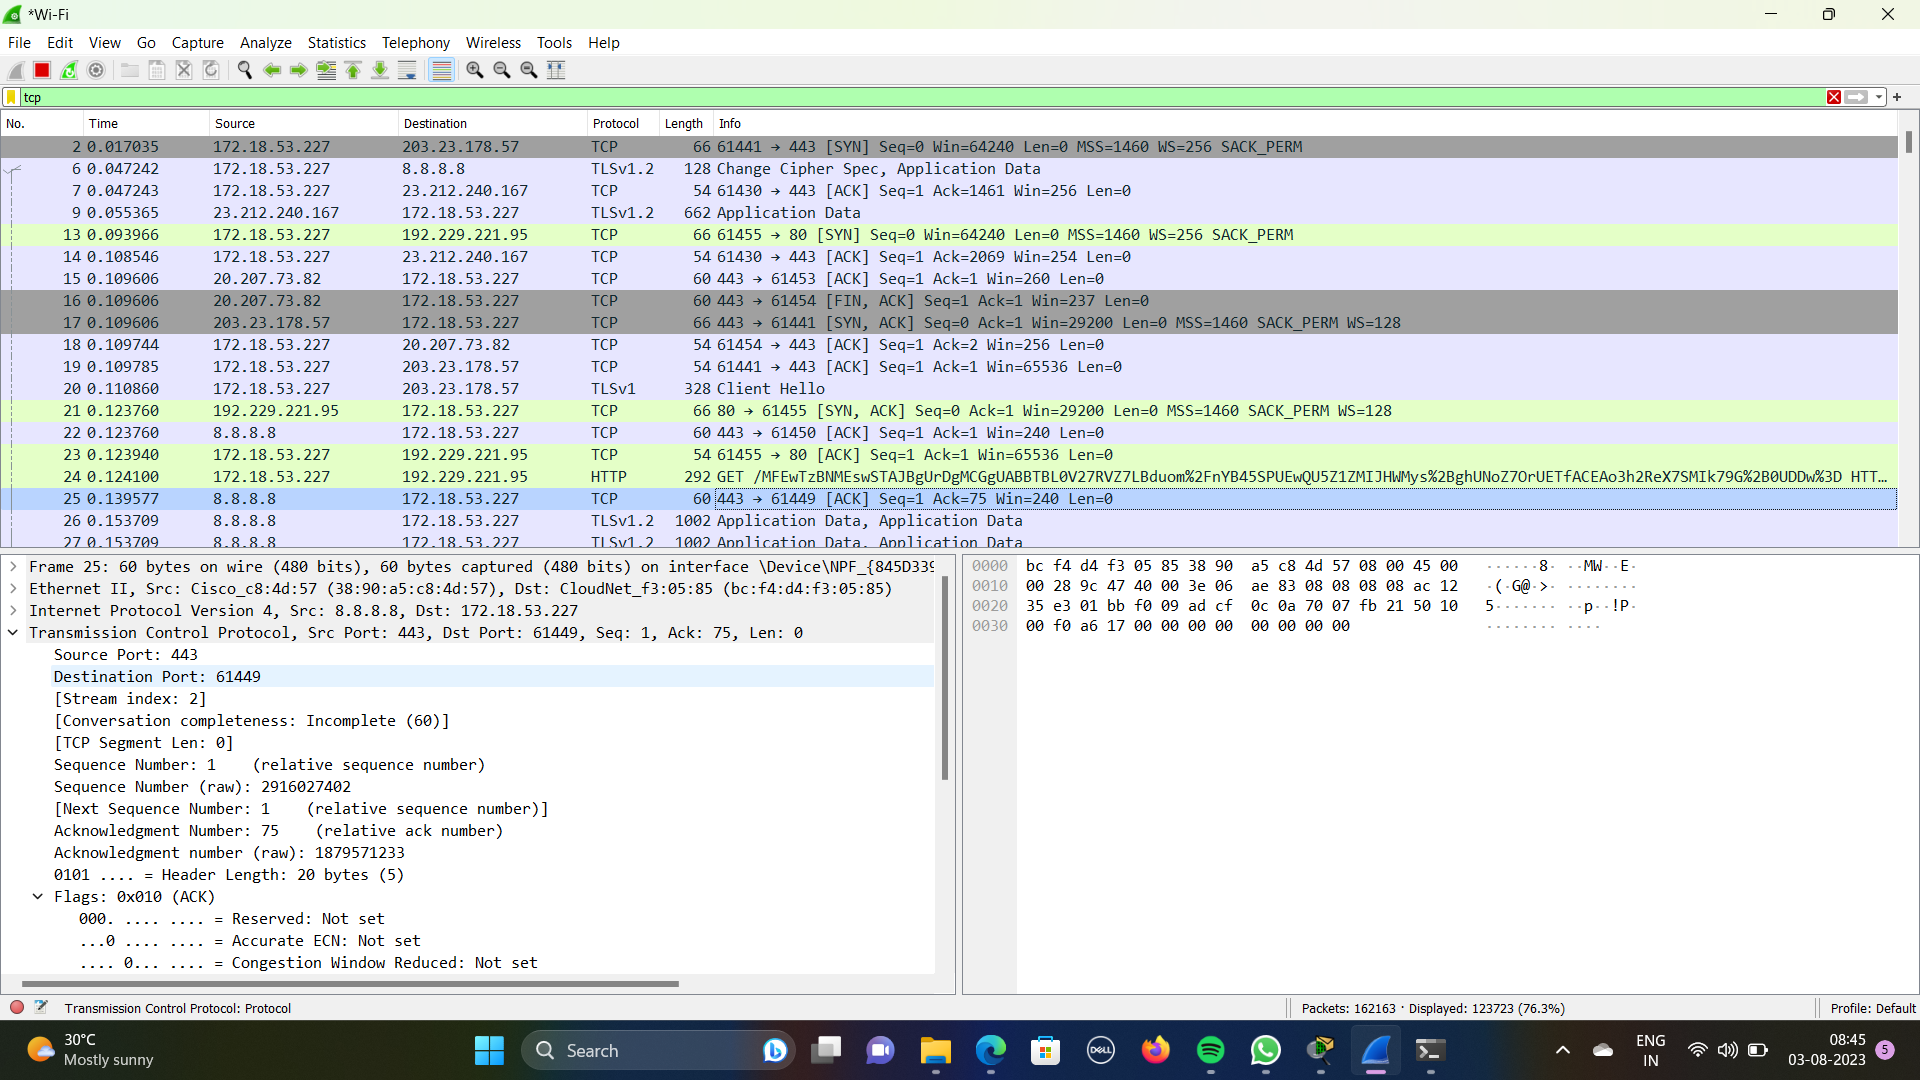 *Wi-Fi
File Edit View Go Capture Analyze Statistics Telephony Wireless Tools Help
tcp
No. Time Source Destination Protocol Length Info
2 0.017035 172.18.53.227 203.23.178.57 TCP 66 61441 → 443 [SYN] Seq=0 Win=64240 Len=0 MSS=1460 WS=256 SACK_PERM
6 0.047242 172.18.53.227 8.8.8.8 TLSv1.2 128 Change Cipher Spec, Application Data
7 0.047243 172.18.53.227 23.212.240.167 TCP 54 61430 → 443 [ACK] Seq=1 Ack=1461 Win=256 Len=0
9 0.055365 23.212.240.167 172.18.53.227 TLSv1.2 662 Application Data
13 0.093966 172.18.53.227 192.229.221.95 TCP 66 61455 → 80 [SYN] Seq=0 Win=64240 Len=0 MSS=1460 WS=256 SACK_PERM
14 0.108546 172.18.53.227 23.212.240.167 TCP 54 61430 → 443 [ACK] Seq=1 Ack=2069 Win=254 Len=0
15 0.109606 20.207.73.82 172.18.53.227 TCP 60 443 → 61453 [ACK] Seq=1 Ack=1 Win=260 Len=0
16 0.109606 20.207.73.82 172.18.53.227 TCP 60 443 → 61454 [FIN, ACK] Seq=1 Ack=1 Win=237 Len=0
17 0.109606 203.23.178.57 172.18.53.227 TCP 66 443 → 61441 [SYN, ACK] Seq=0 Ack=1 Win=29200 Len=0 MSS=1460 SACK_PERM WS=128
18 0.109744 172.18.53.227 20.207.73.82 TCP 54 61454 → 443 [ACK] Seq=1 Ack=2 Win=256 Len=0
19 0.109785 172.18.53.227 203.23.178.57 TCP 54 61441 → 443 [ACK] Seq=1 Ack=1 Win=65536 Len=0
20 0.110860 172.18.53.227 203.23.178.57 TLSv1 328 Client Hello
21 0.123760 192.229.221.95 172.18.53.227 TCP 66 80 → 61455 [SYN, ACK] Seq=0 Ack=1 Win=29200 Len=0 MSS=1460 SACK_PERM WS=128
22 0.123760 8.8.8.8 172.18.53.227 TCP 60 443 → 61450 [ACK] Seq=1 Ack=1 Win=240 Len=0
23 0.123940 172.18.53.227 192.229.221.95 TCP 54 61455 → 80 [ACK] Seq=1 Ack=1 Win=65536 Len=0
24 0.124100 172.18.53.227 192.229.221.95 HTTP 292 GET /MFEwTzBNMEswSTAJBgUrDgMCGgUABBTBL0V27RVZ7LBduom%2FnYB45SPUEwQU5Z1ZMIJHWMys%2BghUNoZ7OrUETfACEAo3h2ReX7SMIk79G%2B0UDDw%3D HTT...
25 0.139577 8.8.8.8 172.18.53.227 TCP 60 443 → 61449 [ACK] Seq=1 Ack=75 Win=240 Len=0
26 0.153709 8.8.8.8 172.18.53.227 TLSv1.2 1002 Application Data, Application Data
27 0.153709 8.8.8.8 172.18.53.227 TLSv1.2 1002 Application Data, Application Data
Frame 25: 60 bytes on wire (480 bits), 60 bytes captured (480 bits) on interface \Device\NPF_{845D339
Ethernet II, Src: Cisco_c8:4d:57 (38:90:a5:c8:4d:57), Dst: CloudNet_f3:05:85 (bc:f4:d4:f3:05:85)
Internet Protocol Version 4, Src: 8.8.8.8, Dst: 172.18.53.227
Transmission Control Protocol, Src Port: 443, Dst Port: 61449, Seq: 1, Ack: 75, Len: 0
Source Port: 443
Destination Port: 61449
[Stream index: 2]
[Conversation completeness: Incomplete (60)]
[TCP Segment Len: 0]
Sequence Number: 1 (relative sequence number)
Sequence Number (raw): 2916027402
[Next Sequence Number: 1 (relative sequence number)]
Acknowledgment Number: 75 (relative ack number)
Acknowledgment number (raw): 1879571233
0101 .... = Header Length: 20 bytes (5)
Flags: 0x010 (ACK)
000. .... .... = Reserved: Not set
...0 .... .... = Accurate ECN: Not set
.... 0... .... = Congestion Window Reduced: Not set
0000 bc f4 d4 f3 05 85 38 90 a5 c8 4d 57 08 00 45 00 ······8· ··MW··E·
0010 00 28 9c 47 40 00 3e 06 ae 83 08 08 08 08 ac 12 ·(·G@·>· ········
0020 35 e3 01 bb f0 09 ad cf 0c 0a 70 07 fb 21 50 10 5······· ··p··!P·
0030 00 f0 a6 17 00 00 00 00 00 00 00 00 ········ ····
Transmission Control Protocol: Protocol
Packets: 162163 · Displayed: 123723 (76.3%)
Profile: Default
30°C
Mostly sunny
Search
DELL
ENG
IN
08:45
03-08-2023
5